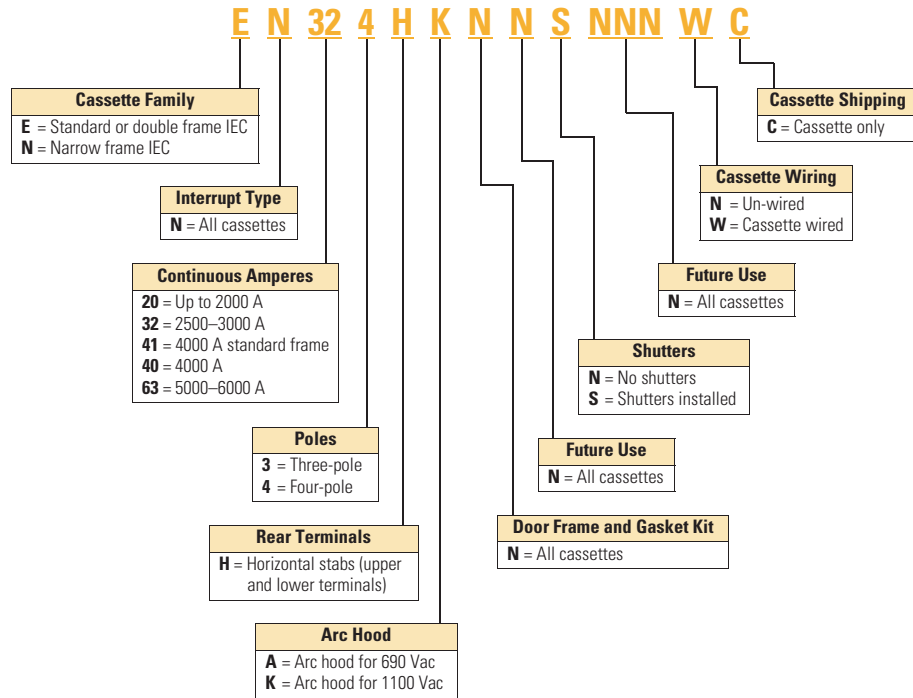 E N 32 4 H K N N S NNN W C
Cassette Family
E = Standard or double frame IEC
N = Narrow frame IEC
Cassette Shipping
C = Cassette only
Cassette Wiring
N = Un-wired
W = Cassette wired
Interrupt Type
N = All cassettes
Continuous Amperes
20 = Up to 2000 A
32 = 2500–3000 A
41 = 4000 A standard frame
40 = 4000 A
63 = 5000–6000 A
Future Use
N = All cassettes
Shutters
N = No shutters
S = Shutters installed
Poles
3 = Three-pole
4 = Four-pole
Future Use
N = All cassettes
Door Frame and Gasket Kit
N = All cassettes
Rear Terminals
H = Horizontal stabs (upper
and lower terminals)
Arc Hood
A = Arc hood for 690 Vac
K = Arc hood for 1100 Vac